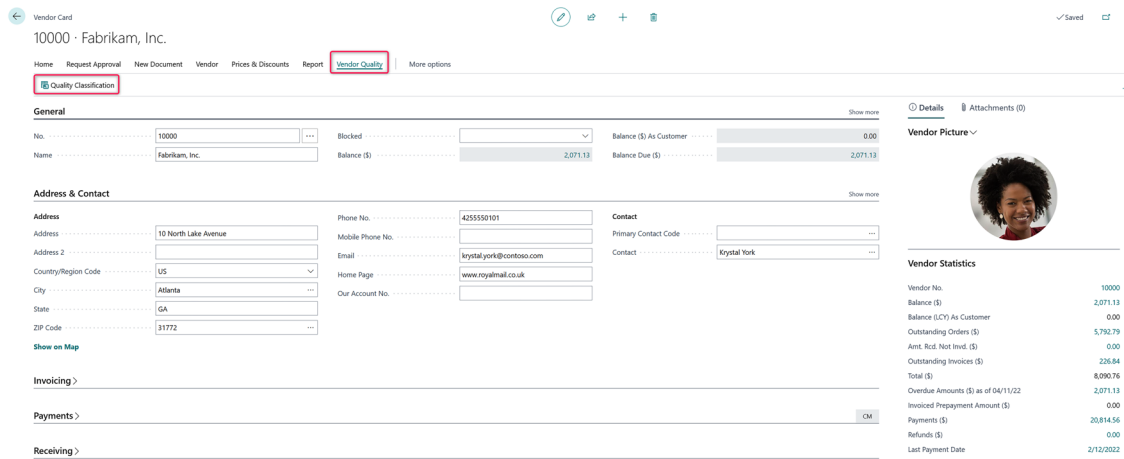 Vendor Card
Saved
10000 · Fabrikam, Inc.
Home Request Approval New Document Vendor Prices & Discounts Report Vendor Quality More options
Quality Classification
General Show more
No. 10000
Name Fabrikam, Inc.
Blocked
Balance ($) 2,071.13
Balance ($) As Customer 0.00
Balance Due ($) 2,071.13
Address & Contact Show more
Address
Address 10 North Lake Avenue
Address 2
Country/Region Code US
City Atlanta
State GA
ZIP Code 31772
Show on Map
Phone No. 4255550101
Mobile Phone No.
Email krystal.york@contoso.com
Home Page www.royalmail.co.uk
Our Account No.
Contact
Primary Contact Code
Contact Krystal York
Invoicing
Payments CM
Receiving
Details Attachments (0)
Vendor Picture
Vendor Statistics
Vendor No. 10000
Balance ($) 2,071.13
Balance (LCY) As Customer 0.00
Outstanding Orders ($) 5,792.79
Amt. Rcd. Not Invd. ($) 0.00
Outstanding Invoices ($) 226.84
Total ($) 8,090.76
Overdue Amounts ($) as of 04/11/22 2,071.13
Invoiced Prepayment Amount ($) 0.00
Payments ($) 20,814.56
Refunds ($) 0.00
Last Payment Date 2/12/2022